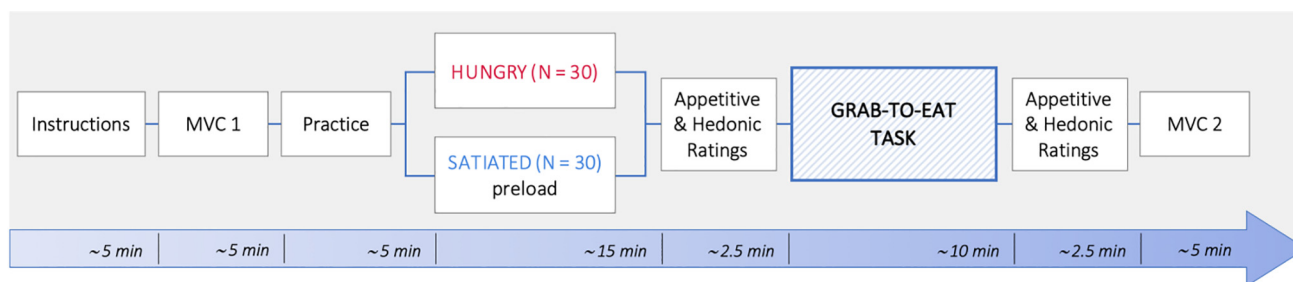 Instructions
MVC 1
Practice
HUNGRY (N = 30)
SATIATED (N = 30)
preload
Appetitive
& Hedonic
Ratings
GRAB-TO-EAT
TASK
Appetitive
& Hedonic
Ratings
MVC 2
~5 min
~5 min
~5 min
~15 min
~2.5 min
~10 min
~2.5 min
~5 min